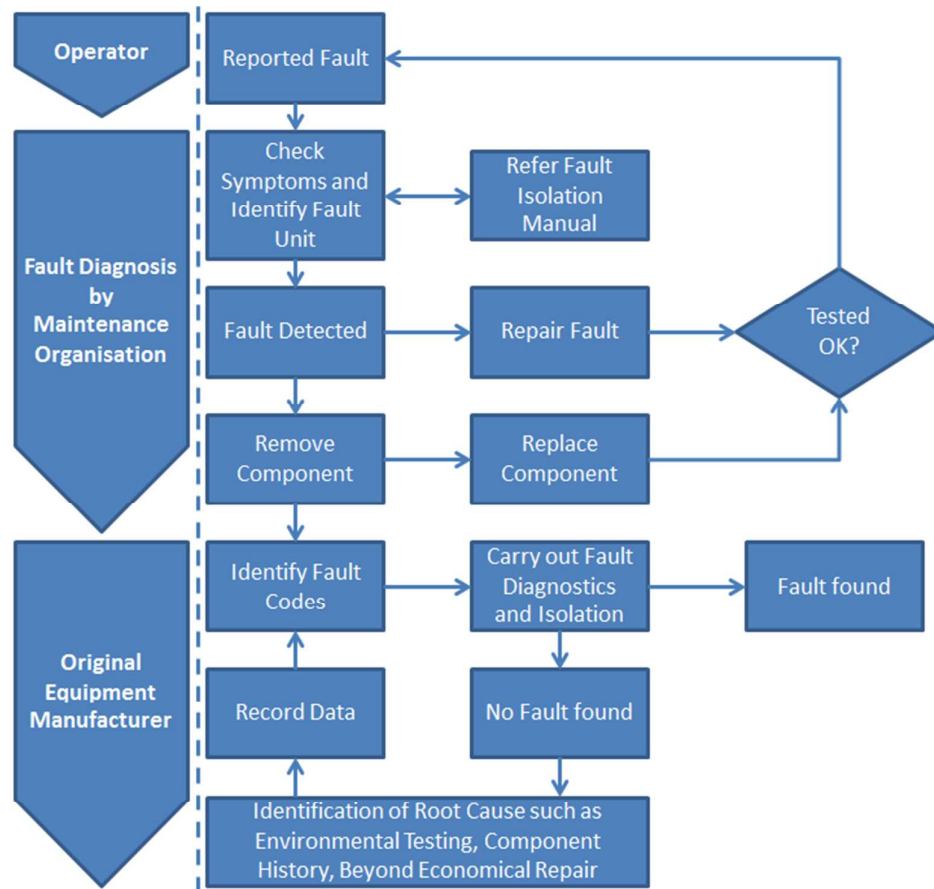 Operator
Reported Fault
Check
Symptoms and
Identify Fault
Unit
Refer Fault
Isolation
Manual
Fault Diagnosis
by
Maintenance
Organisation
Fault Detected
Repair Fault
Tested
OK?
Remove
Component
Replace
Component
Identify Fault
Codes
Carry out Fault
Diagnostics
and Isolation
Fault found
Original
Equipment
Manufacturer
Record Data
No Fault found
Identification of Root Cause such as
Environmental Testing, Component
History, Beyond Economical Repair